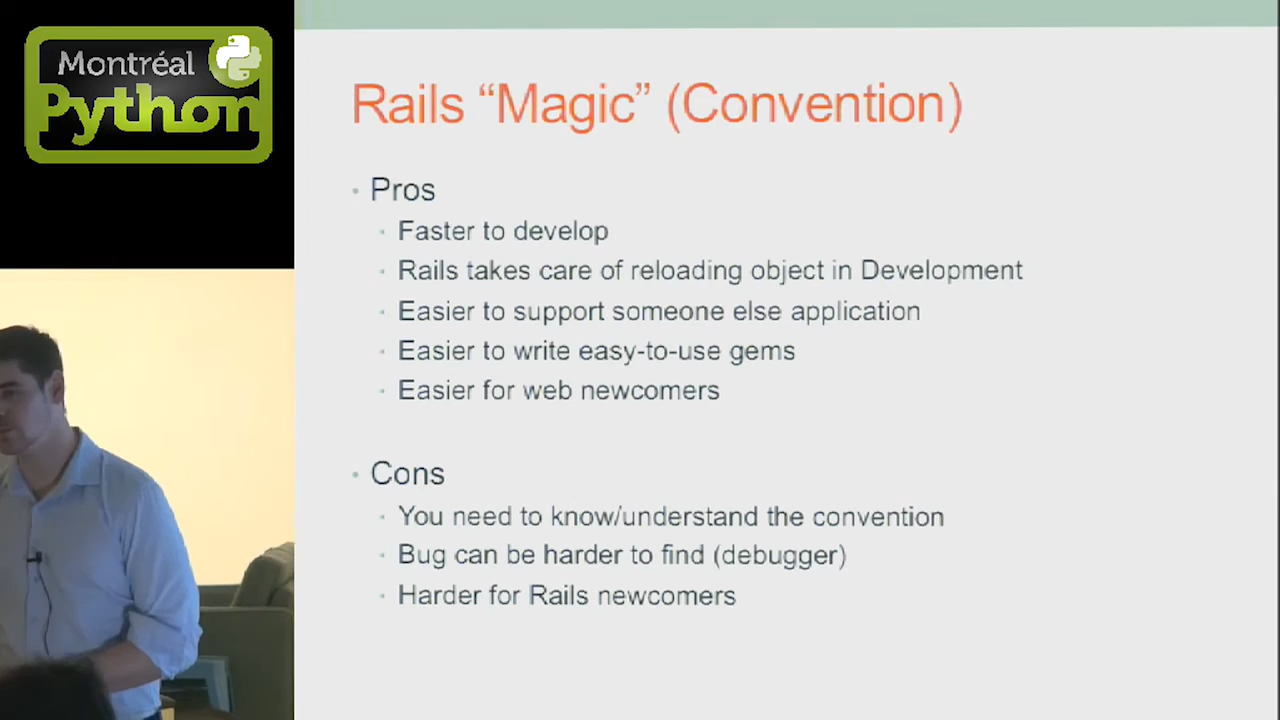 Montréal
Python
Rails “Magic” (Convention)
Pros
Faster to develop
Rails takes care of reloading object in Development
Easier to support someone else application
Easier to write easy-to-use gems
Easier for web newcomers
Cons
You need to know/understand the convention
Bug can be harder to find (debugger)
Harder for Rails newcomers